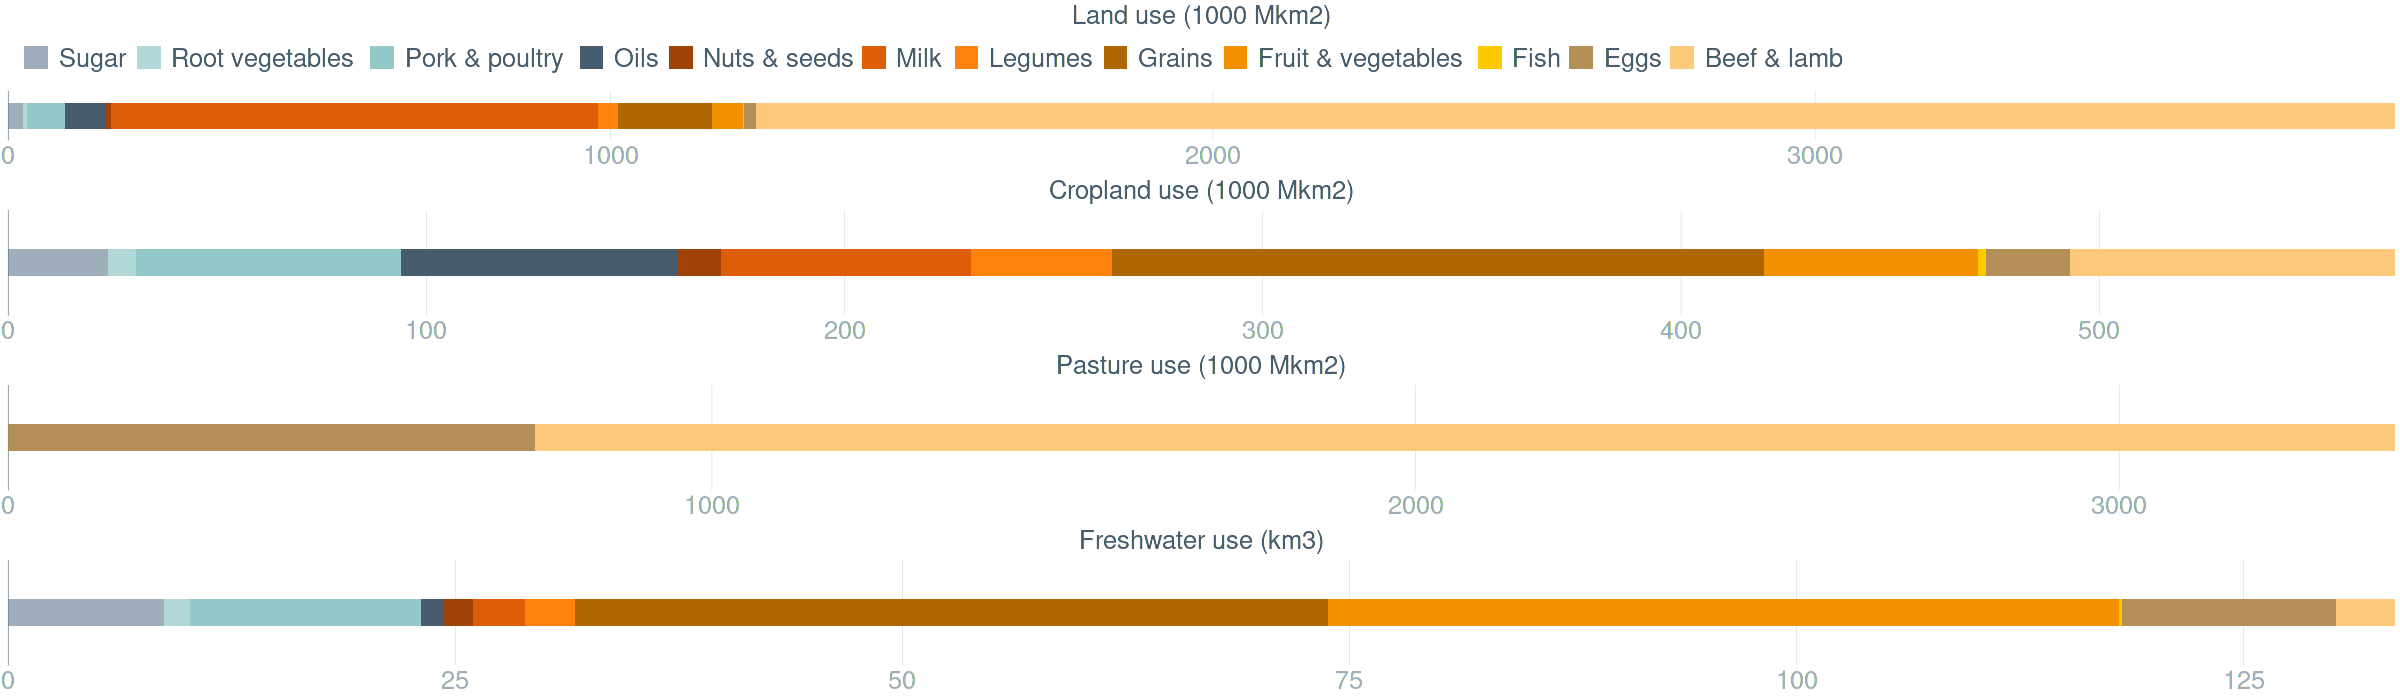 Land use (1000 Mkm2)
Sugar Root vegetables Pork & poultry Oils Nuts & seeds Milk Legumes Grains Fruit & vegetables Fish Eggs Beef & lamb
0 1000 2000 3000
Cropland use (1000 Mkm2)
0 100 200 300 400 500
Pasture use (1000 Mkm2)
0 1000 2000 3000
Freshwater use (km3)
0 25 50 75 100 125